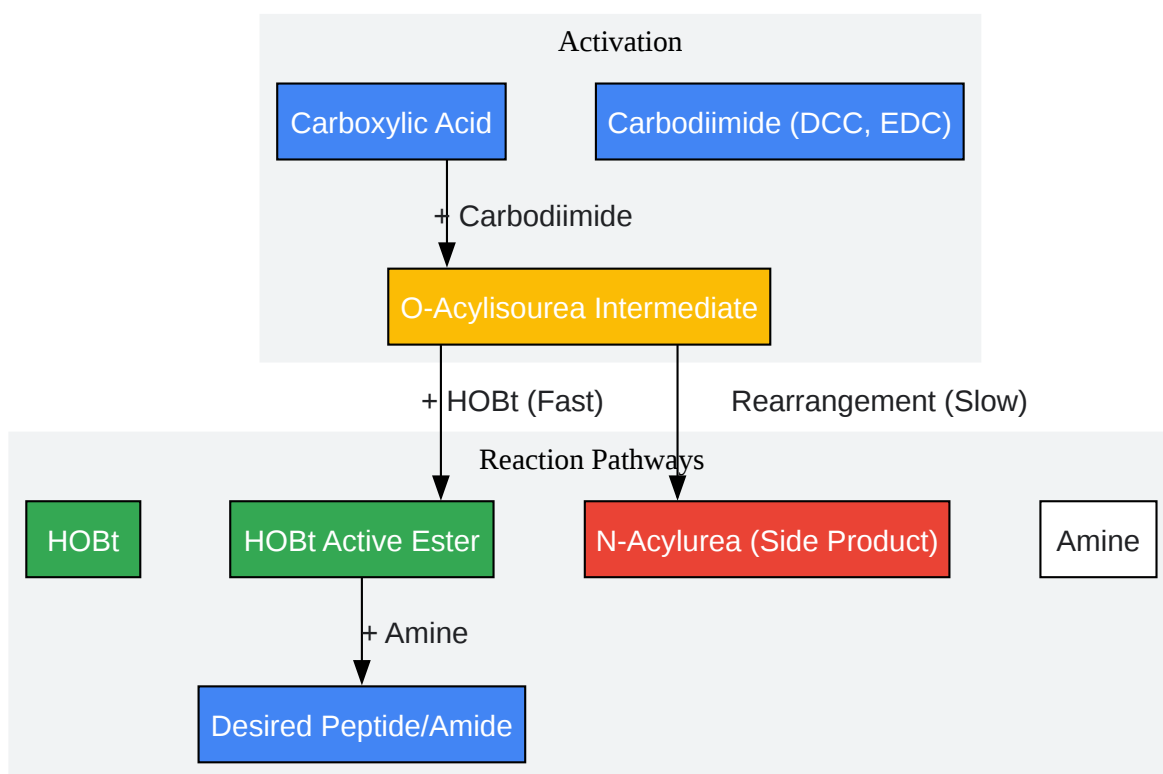 Activation
Carboxylic Acid
Carbodiimide (DCC, EDC)
+ Carbodiimide
O-Acylisourea Intermediate
+ HOBt (Fast)
Rearrangement (Slow)
Reaction Pathways
HOBt
HOBt Active Ester
N-Acylurea (Side Product)
Amine
+ Amine
Desired Peptide/Amide